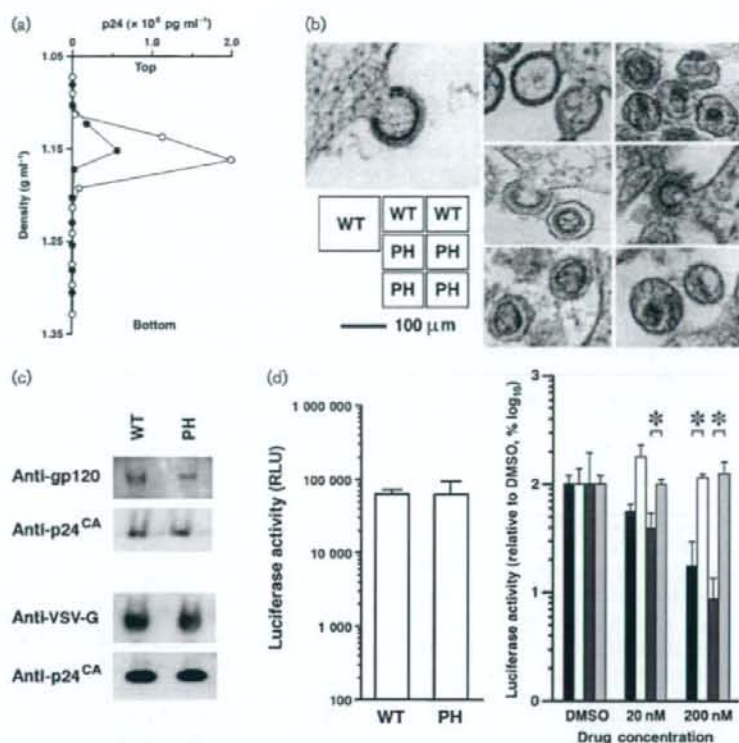 (a)
p24 (× 10⁶ pg ml⁻¹)
0 1.0 2.0
Top
1.05
1.15
1.25
1.35
Density (g ml⁻¹)
Bottom
(b)
WT WT WT
PH PH
PH PH
100 μm
(c)
WT PH
Anti-gp120
Anti-p24ᶜᴬ
Anti-VSV-G
Anti-p24ᶜᴬ
(d)
Luciferase activity (RLU)
1 000 000
100 000
10 000
1 000
100
WT PH
Luciferase activity (relative to DMSO, % log₁₀)
3
2
1
0
* * *
DMSO 20 nM 200 nM
Drug concentration